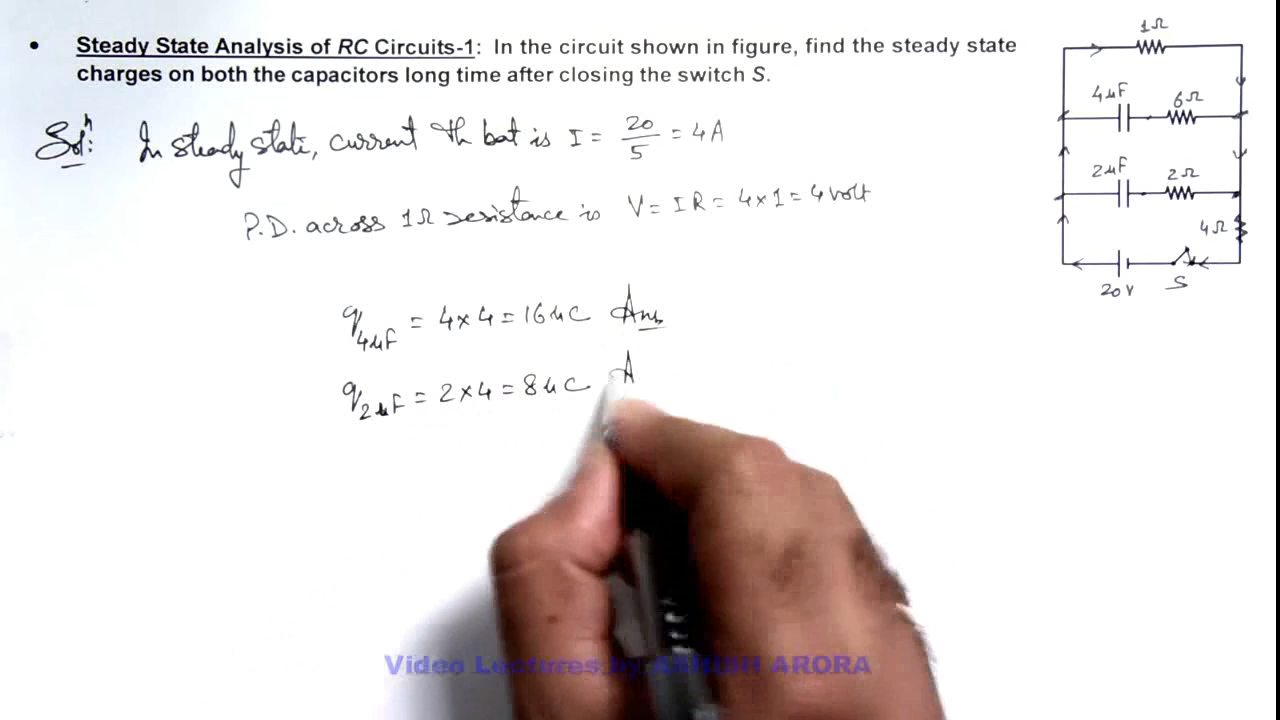 • Steady State Analysis of RC Circuits-1: In the circuit shown in figure, find the steady state
charges on both the capacitors long time after closing the switch S.
Solⁿ: In steady state, current th bat is I = 20/5 = 4A
P.D. across 1Ω resistance is V = IR = 4×1 = 4 volt
q4μF = 4×4 = 16μC Ans
q2μF = 2×4 = 8μC A
1Ω
4μF 6Ω
2μF 2Ω
4Ω
20V S
Video Lectures by ASHISH ARORA